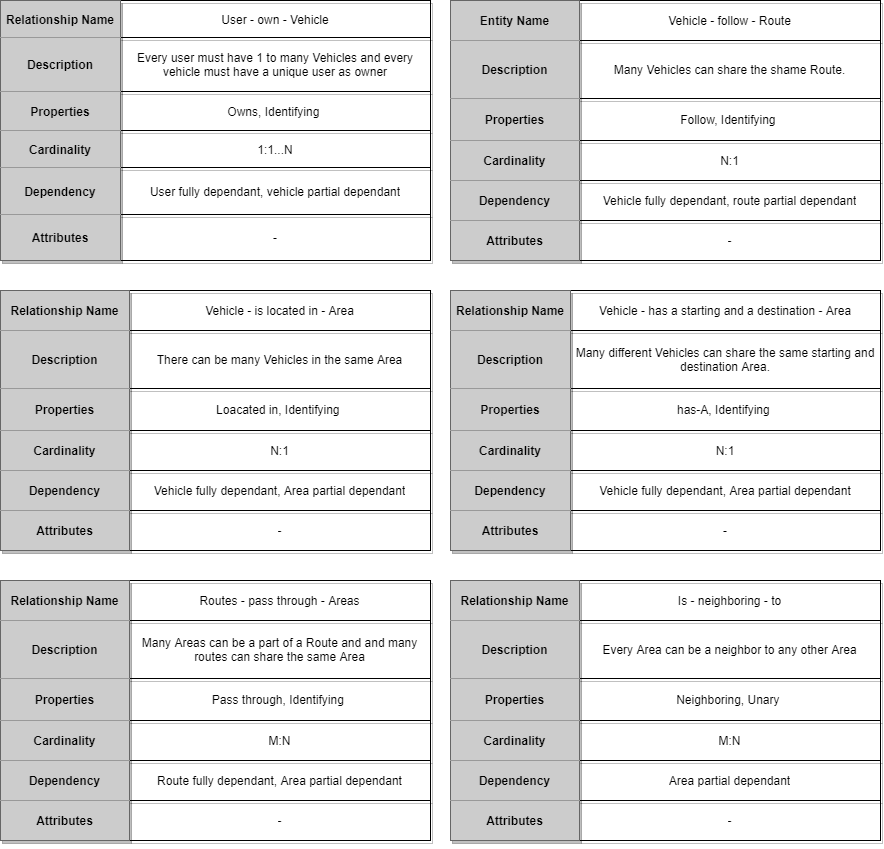 Relationship Name
User - own - Vehicle
Description
Every user must have 1 to many Vehicles and every
vehicle must have a unique user as owner
Properties
Owns, Identifying
Cardinality
1:1...N
Dependency
User fully dependant, vehicle partial dependant
Attributes
-
Entity Name
Vehicle - follow - Route
Description
Many Vehicles can share the shame Route.
Properties
Follow, Identifying
Cardinality
N:1
Dependency
Vehicle fully dependant, route partial dependant
Attributes
-
Relationship Name
Vehicle - is located in - Area
Description
There can be many Vehicles in the same Area
Properties
Loacated in, Identifying
Cardinality
N:1
Dependency
Vehicle fully dependant, Area partial dependant
Attributes
-
Relationship Name
Vehicle - has a starting and a destination - Area
Description
Many different Vehicles can share the same starting and
destination Area.
Properties
has-A, Identifying
Cardinality
N:1
Dependency
Vehicle fully dependant, Area partial dependant
Attributes
-
Relationship Name
Routes - pass through - Areas
Description
Many Areas can be a part of a Route and and many
routes can share the same Area
Properties
Pass through, Identifying
Cardinality
M:N
Dependency
Route fully dependant, Area partial dependant
Attributes
-
Relationship Name
Is - neighboring - to
Description
Every Area can be a neighbor to any other Area
Properties
Neighboring, Unary
Cardinality
M:N
Dependency
Area partial dependant
Attributes
-